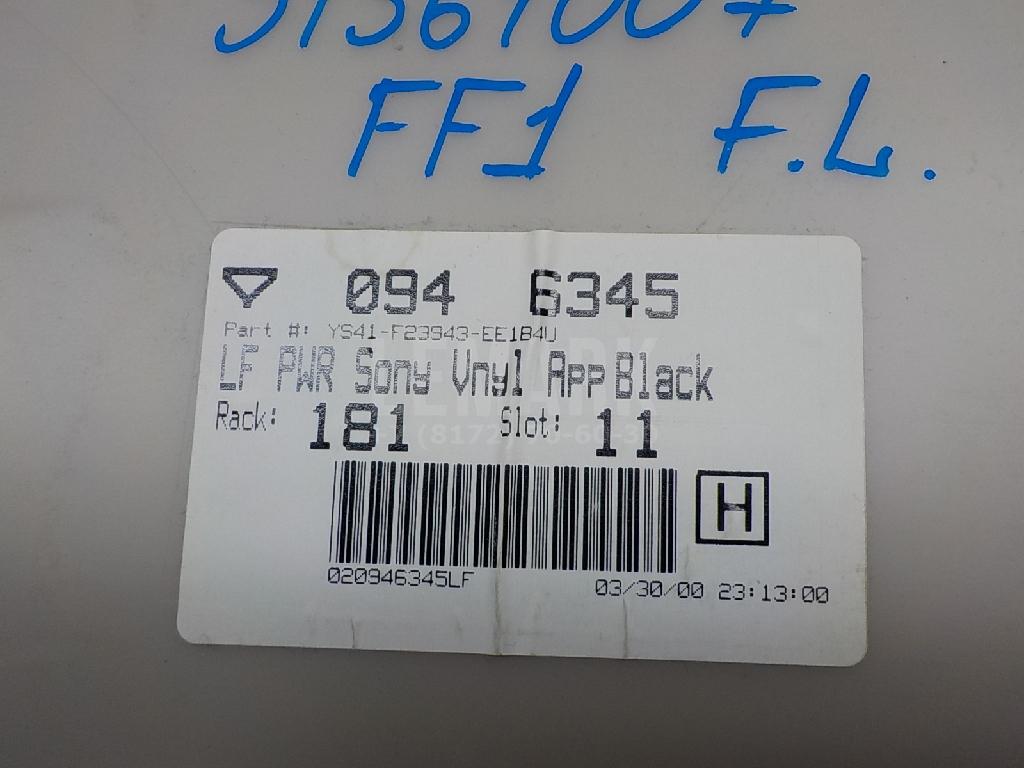 FF1 F.L.
094 6345
Part #: YS41-F23943-EE1B4U
LF PWR Sony Vnyl App Black
Rack: 181 Slot: 11
H
020946345LF
03/30/00 23:13:00